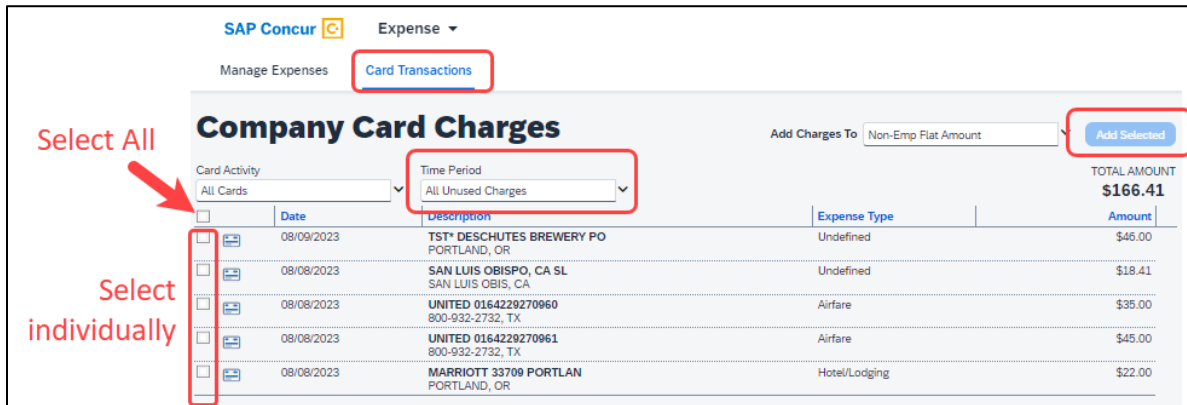 SAP Concur C. Expense
Manage Expenses Card Transactions
Select All
Company Card Charges
Add Charges To Non-Emp Flat Amount Add Selected
Card Activity Time Period TOTAL AMOUNT
All Cards All Unused Charges $166.41
Date Description Expense Type Amount
08/09/2023 TST* DESCHUTES BREWERY PO Undefined $46.00
PORTLAND, OR
08/08/2023 SAN LUIS OBISPO, CA SL Undefined $18.41
SAN LUIS OBIS, CA
Select
individually
08/08/2023 UNITED 0164229270960 Airfare $35.00
800-932-2732, TX
08/08/2023 UNITED 0164229270961 Airfare $45.00
800-932-2732, TX
08/08/2023 MARRIOTT 33709 PORTLAN Hotel/Lodging $22.00
PORTLAND, OR